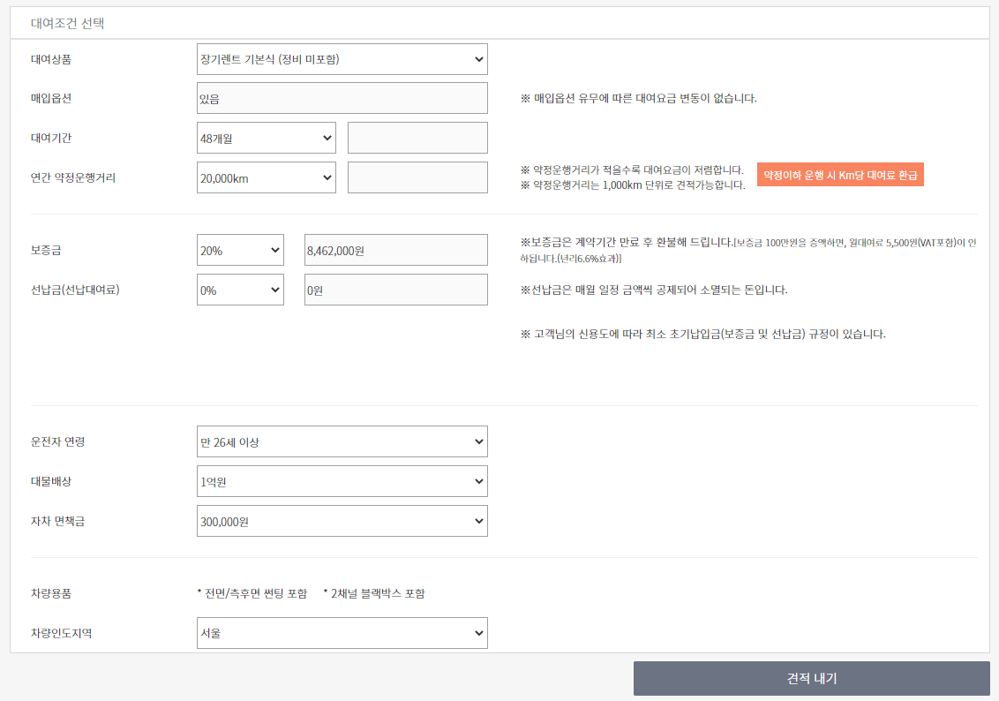 대여조건 선택
대여상품 장기렌트 기본식 (정비 미포함)
매입옵션 있음 ※ 매입옵션 유무에 따른 대여요금 변동이 없습니다.
대여기간 48개월
연간 약정운행거리 20,000km
※ 약정운행거리가 적을수록 대여요금이 저렴합니다.
※ 약정운행거리는 1,000km 단위로 견적가능합니다.
약정이하 운행 시 Km당 대여료 환급
보증금 20% 8,462,000원
※보증금은 계약기간 만료 후 환불해 드립니다.[보증금 100만원을 증액하면, 월대여료 5,500원(VAT포함)이 인
하됩니다.(년리6.6%효과)]
선납금(선납대여료) 0% 0원 ※선납금은 매월 일정 금액씩 공제되어 소멸되는 돈입니다.
※ 고객님의 신용도에 따라 최소 초기납입금(보증금 및 선납금) 규정이 있습니다.
운전자 연령 만 26세 이상
대물배상 1억원
자차 면책금 300,000원
차량용품 * 전면/측후면 썬팅 포함 * 2채널 블랙박스 포함
차량인도지역 서울
견적 내기